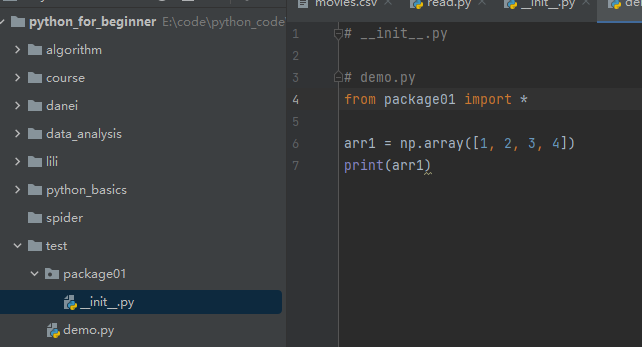 python_for_beginner E:\code\python_code\
algorithm
course
danei
data_analysis
lili
python_basics
spider
test
package01
__init__.py
demo.py
movies.csv × read.py × __init__.py ×
1 # __init__.py
2
3 # demo.py
4 from package01 import *
5
6 arr1 = np.array([1, 2, 3, 4])
7 print(arr1)